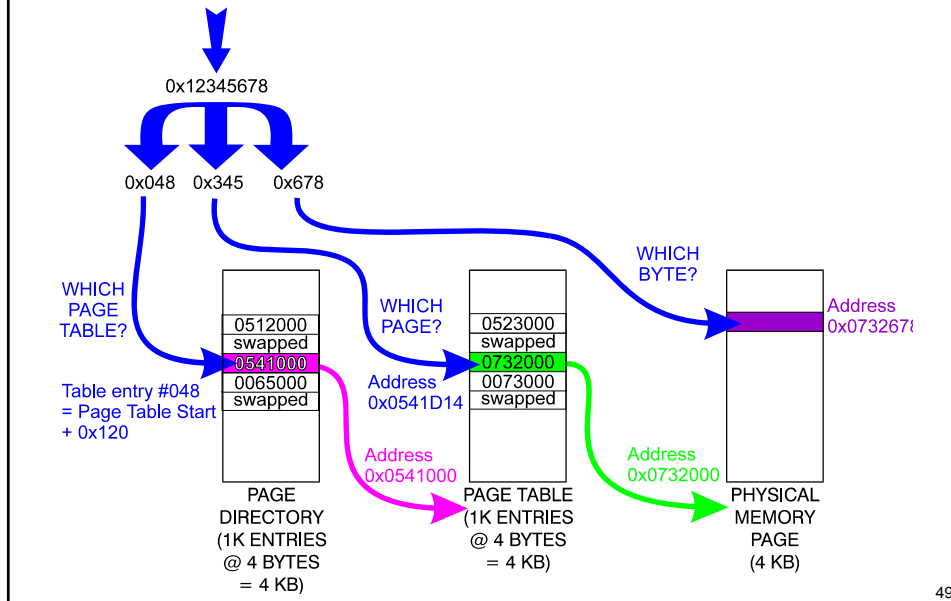 0x12345678
0x048
0x345
0x678
WHICH
PAGE
TABLE?
WHICH
PAGE?
WHICH
BYTE?
0512000
swapped
0541000
0065000
swapped
0523000
swapped
0732000
0073000
swapped
Address
0x0732678
Table entry #048
= Page Table Start
+ 0x120
Address
0x0541D14
Address
0x0541000
Address
0x0732000
PAGE
DIRECTORY
(1K ENTRIES
@ 4 BYTES
= 4 KB)
PAGE TABLE
(1K ENTRIES
@ 4 BYTES
= 4 KB)
PHYSICAL
MEMORY
PAGE
(4 KB)
49